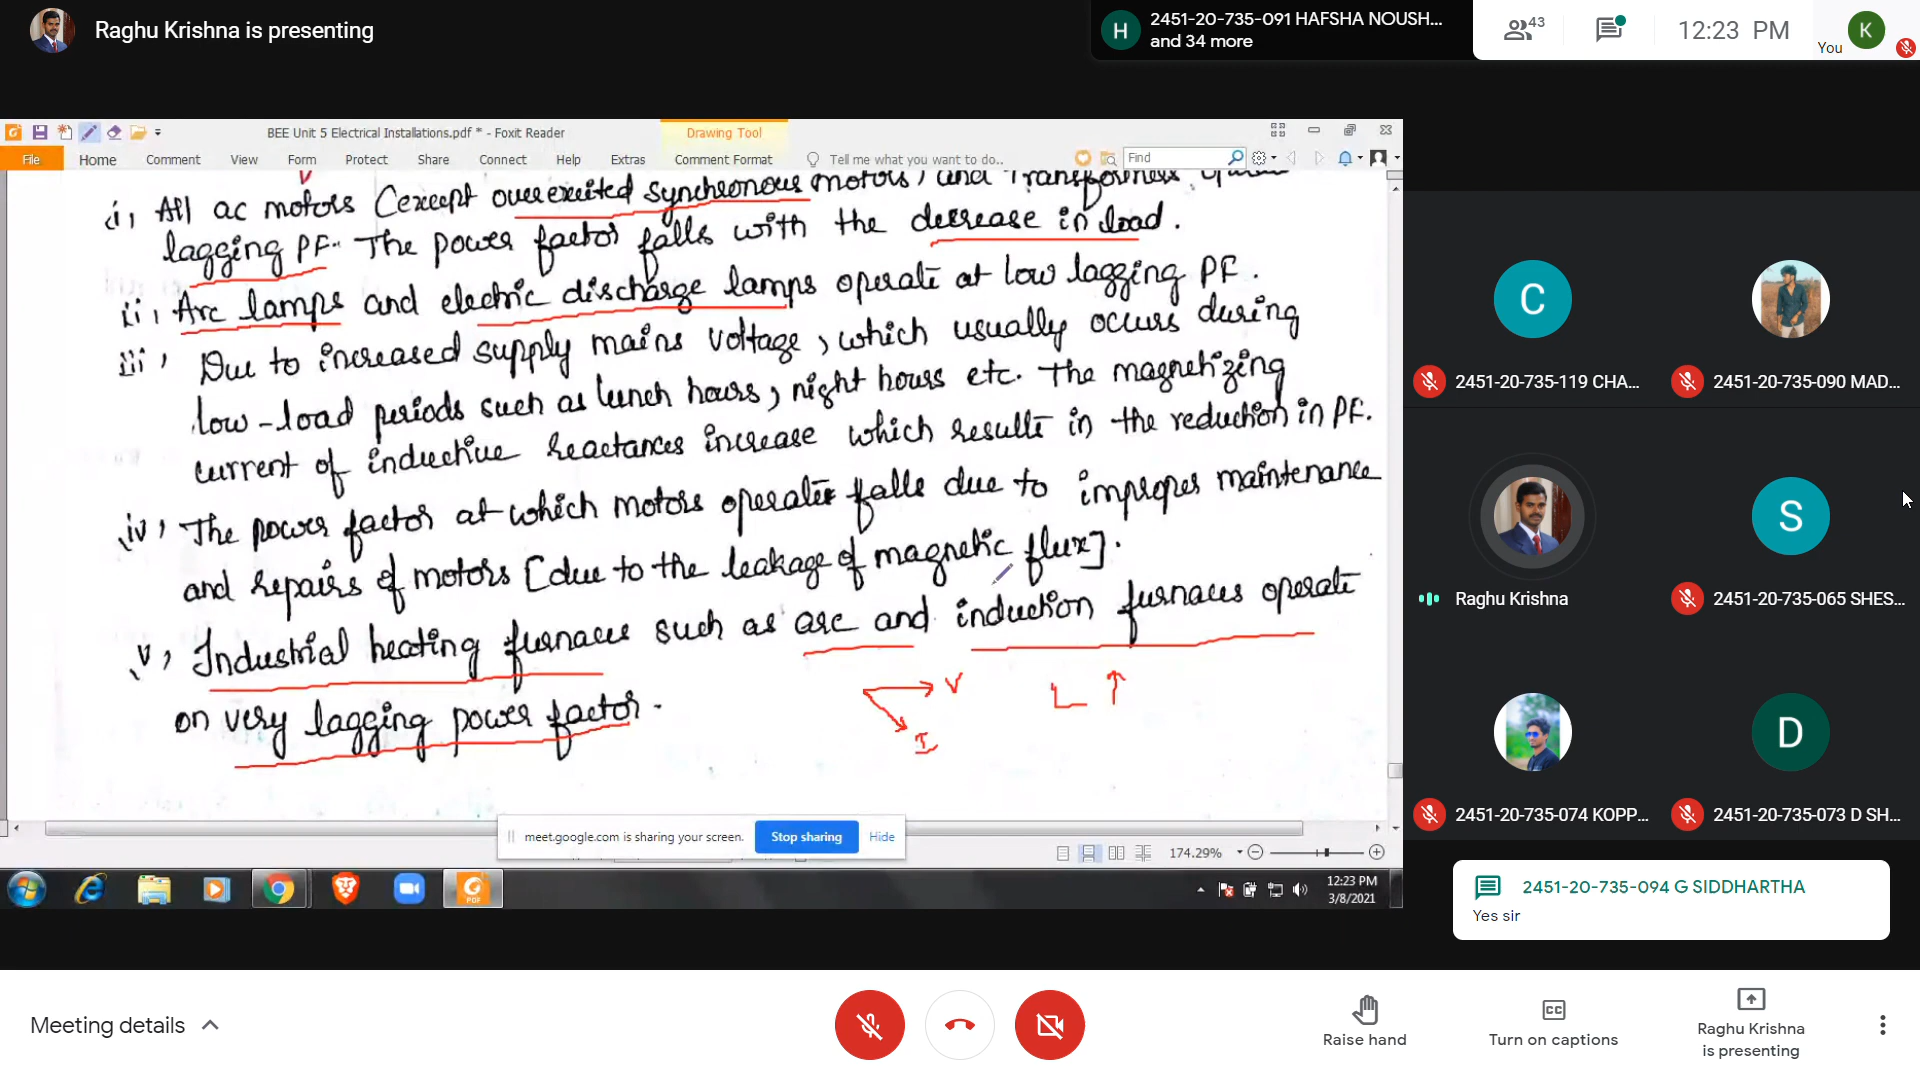 Raghu Krishna is presenting
H
2451-20-735-091 HAFSHA NOUSH...
and 34 more
43
12:23 PM
You
K
BEE Unit 5 Electrical Installations.pdf * - Foxit Reader
Drawing Tool
File
Home
Comment
View
Form
Protect
Share
Connect
Help
Extras
Comment Format
Tell me what you want to do..
Find
i, All ac motors (except overexcited synchronous motors) and Transformers
lagging PF. The power factor falls with the decrease in load.
ii, Arc lamps and electric discharge lamps operate at low lagging PF.
iii, Due to increased supply mains voltage, which usually occurs during
low-load periods such as lunch hours, night hours etc. The magnetizing
current of inductive reactances increase which results in the reduction in PF.
iv, The power factor at which motors operate falls due to improper maintenance
and repairs of motors [due to the leakage of magnetic flux].
v, Industrial heating furnaces such as arc and induction furnaces operate
on very lagging power factor.
V
I
L ↑
meet.google.com is sharing your screen.
Stop sharing
Hide
174.29%
PDF
12:23 PM
3/8/2021
C
2451-20-735-119 CHA...
2451-20-735-090 MAD...
Raghu Krishna
S
2451-20-735-065 SHES...
2451-20-735-074 KOPP...
D
2451-20-735-073 D SH...
2451-20-735-094 G SIDDHARTHA
Yes sir
Meeting details
Raise hand
CC
Turn on captions
Raghu Krishna
is presenting